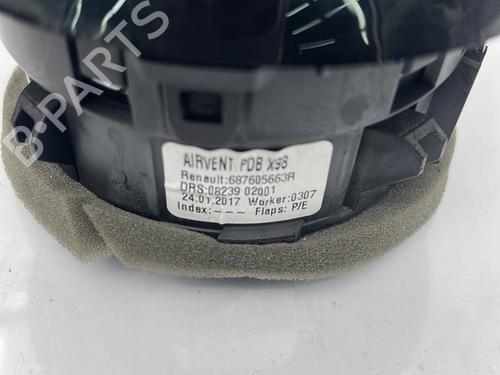 AIRVENT PDB X98
Renault:687605663R
DRS:08239 02001
24.01.2017 Worker:0307
Index:--- Flaps: P/E
B-PARTS